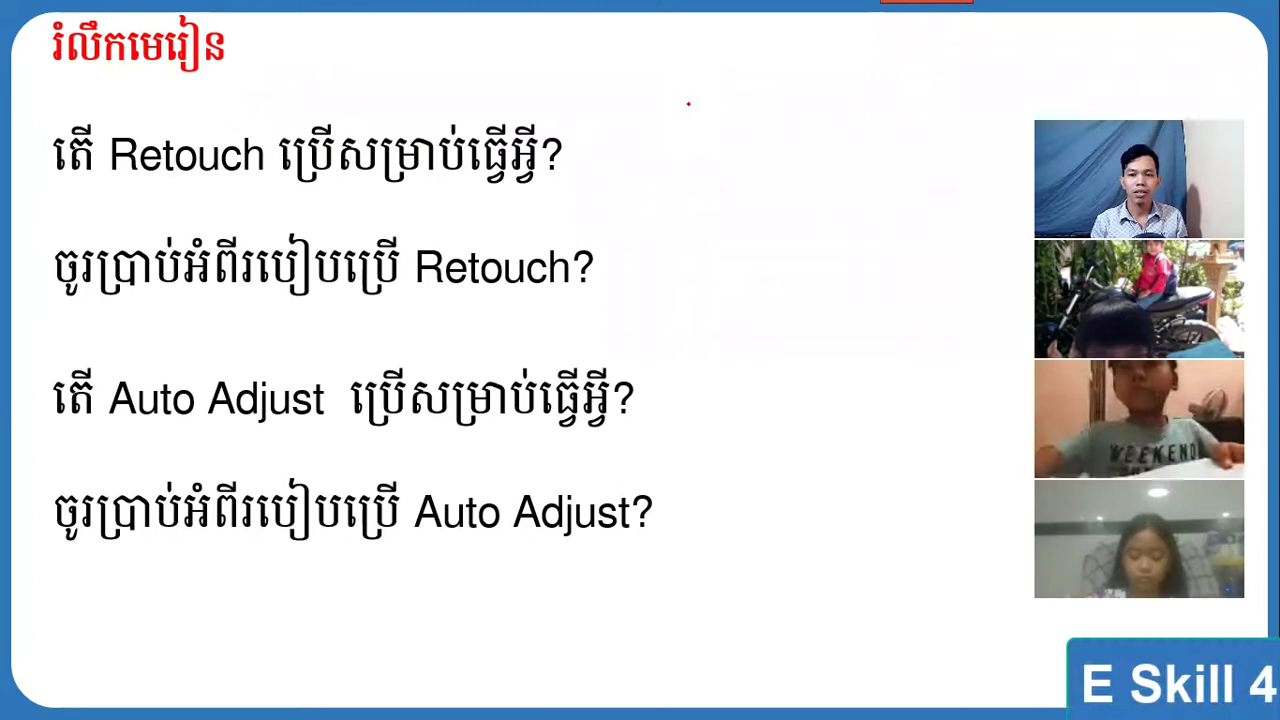 រំលឹកមេរៀន
តើ Retouch ប្រើសម្រាប់ធ្វើអ្វី?
ចូរប្រាប់អំពីរបៀបប្រើ Retouch?
តើ Auto Adjust ប្រើសម្រាប់ធ្វើអ្វី?
ចូរប្រាប់អំពីរបៀបប្រើ Auto Adjust?
WEEKEND
E Skill 4